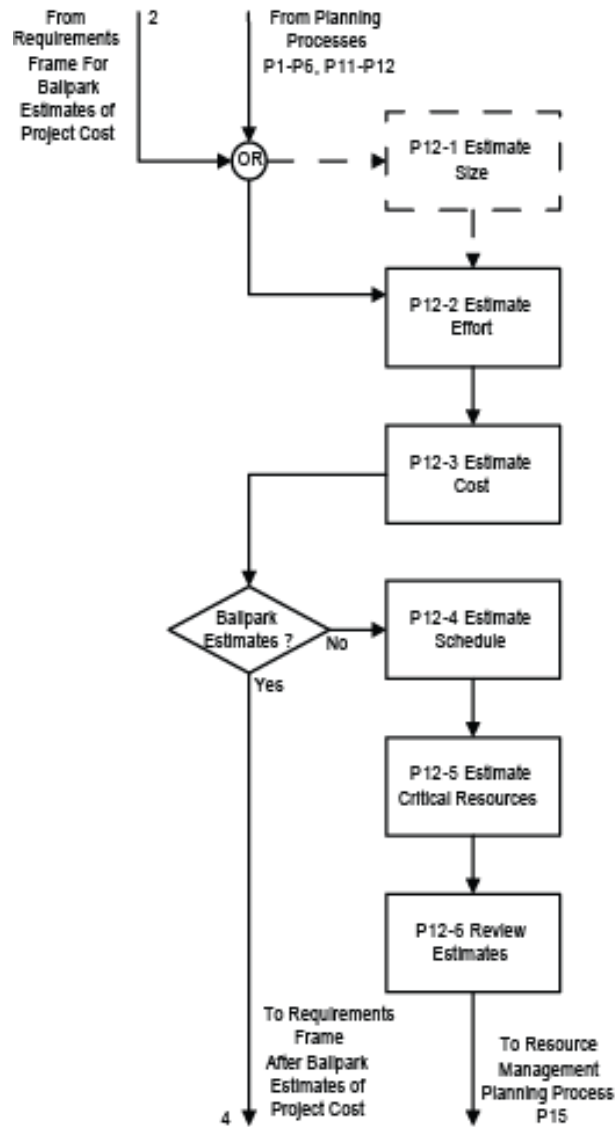 From
Requirements
Frame For
Ballpark
Estimates of
Project Cost
2
From Planning
Processes
P1-P6, P11-P12
OR
P12-1 Estimate
Size
P12-2 Estimate
Effort
P12-3 Estimate
Cost
Ballpark
Estimates ?
No
Yes
P12-4 Estimate
Schedule
P12-5 Estimate
Critical Resources
P12-6 Review
Estimates
To Requirements
Frame
After Ballpark
Estimates of
Project Cost
4
To Resource
Management
Planning Process
P15